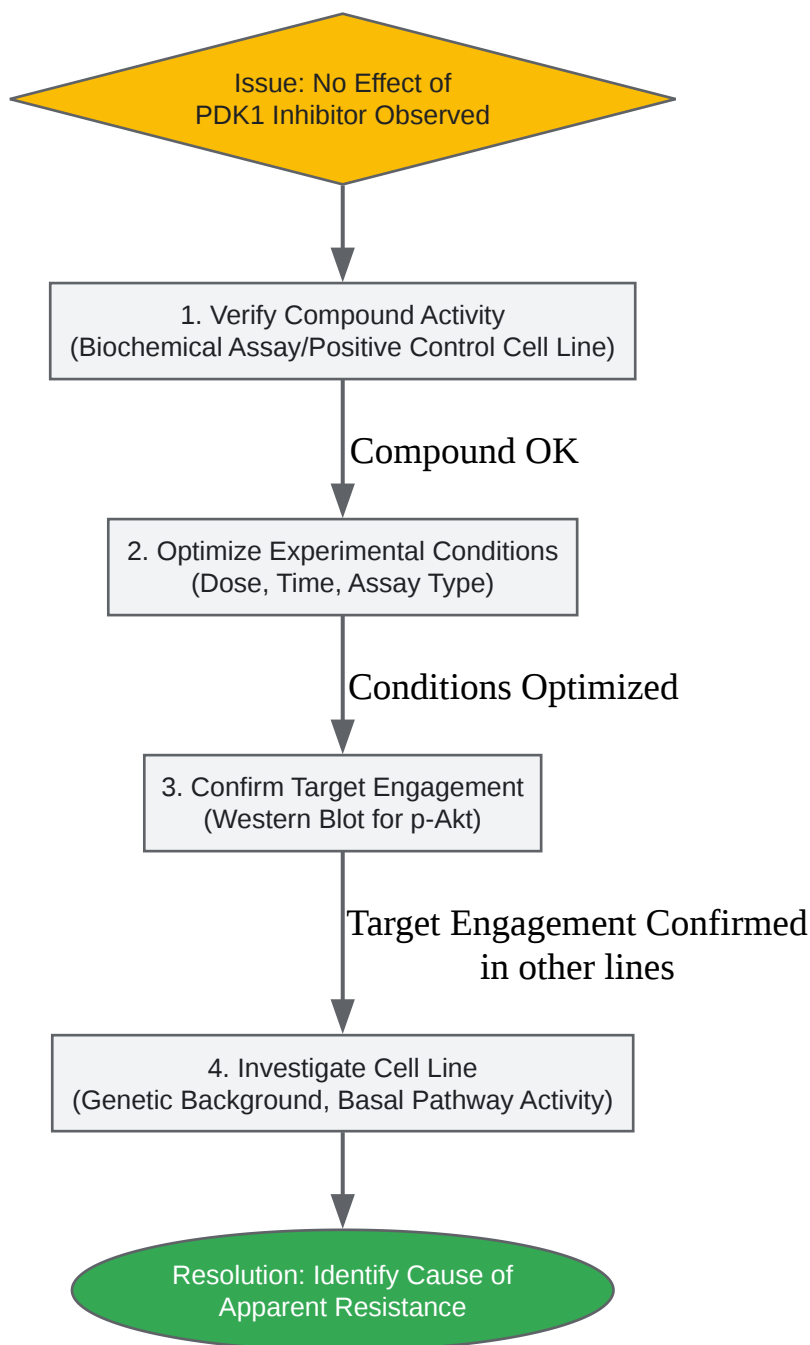 Issue: No Effect of
PDK1 Inhibitor Observed
1. Verify Compound Activity
(Biochemical Assay/Positive Control Cell Line)
Compound OK
2. Optimize Experimental Conditions
(Dose, Time, Assay Type)
Conditions Optimized
3. Confirm Target Engagement
(Western Blot for p-Akt)
Target Engagement Confirmed
in other lines
4. Investigate Cell Line
(Genetic Background, Basal Pathway Activity)
Resolution: Identify Cause of
Apparent Resistance